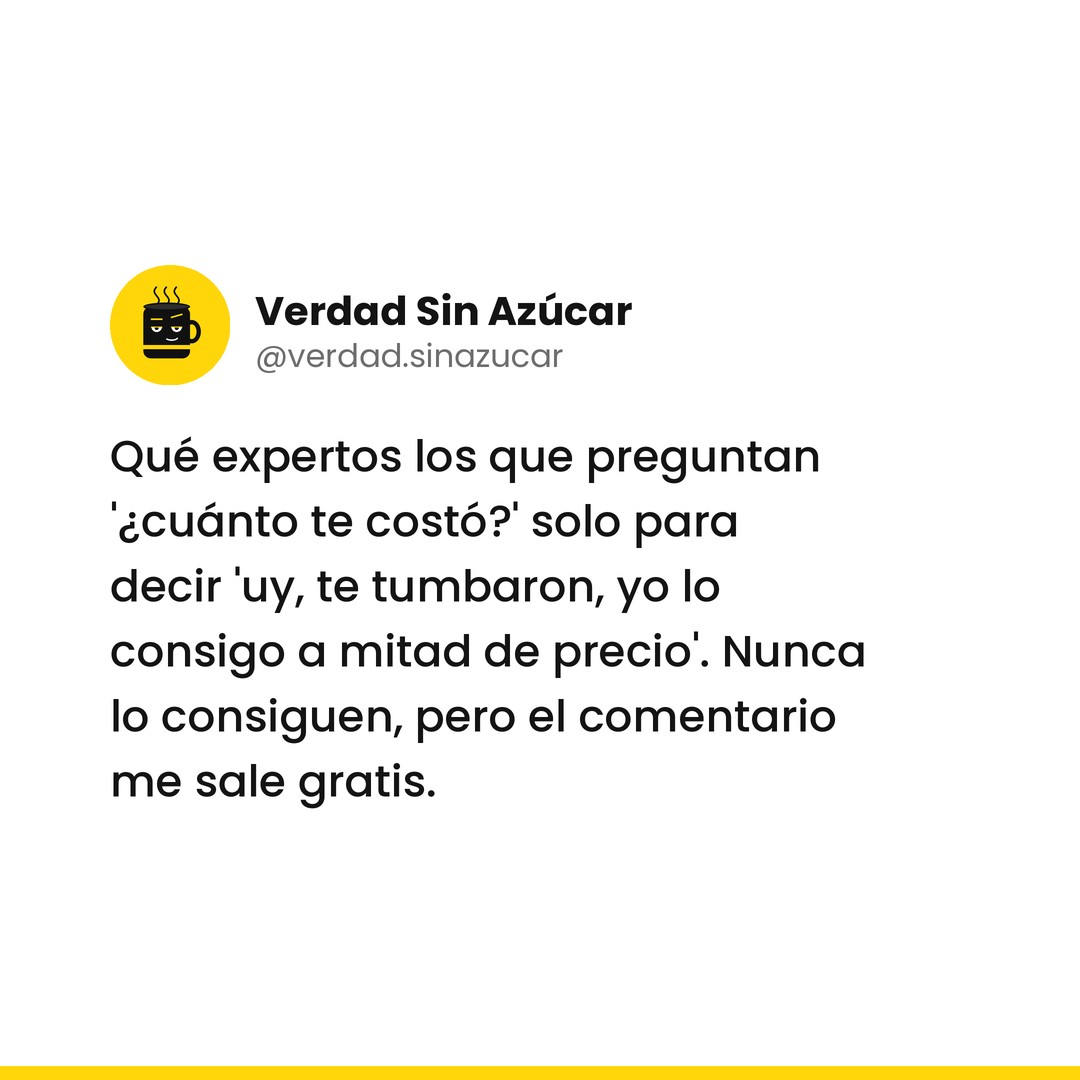 Verdad Sin Azúcar
@verdad.sinazucar
Qué expertos los que preguntan
'¿cuánto te costó?' solo para
decir 'uy, te tumbaron, yo lo
consigo a mitad de precio'. Nunca
lo consiguen, pero el comentario
me sale gratis.